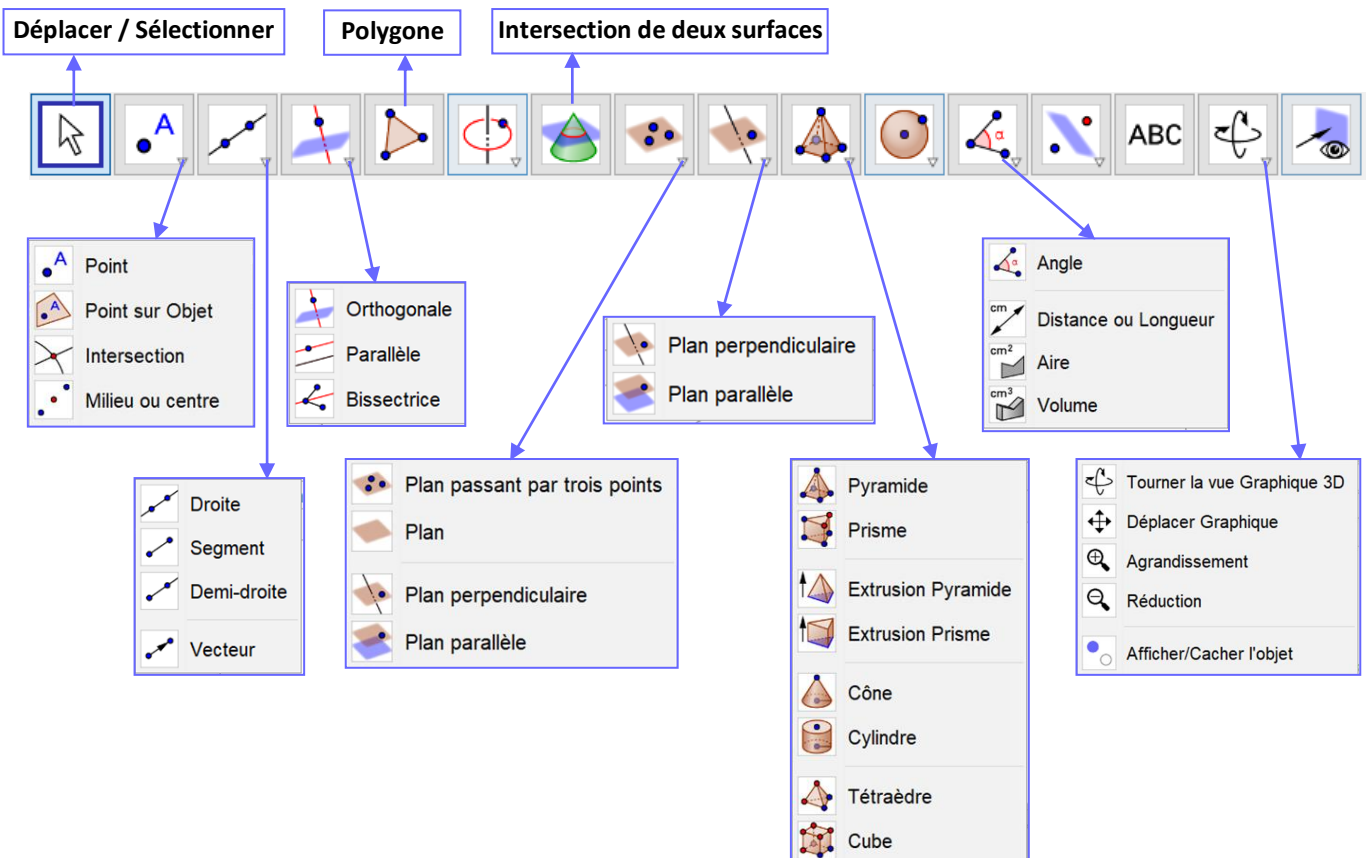 Déplacer / Sélectionner
Polygone
Intersection de deux surfaces
A
α
ABC
A
Point
A
Point sur Objet
Intersection
Milieu ou centre
Orthogonale
Parallèle
Bissectrice
Plan perpendiculaire
Plan parallèle
α
Angle
cm
Distance ou Longueur
cm²
Aire
cm³
Volume
Droite
Segment
Demi-droite
Vecteur
Plan passant par trois points
Plan
Plan perpendiculaire
Plan parallèle
Pyramide
Prisme
Extrusion Pyramide
Extrusion Prisme
Cône
Cylindre
Tétraèdre
Cube
Tourner la vue Graphique 3D
Déplacer Graphique
Agrandissement
Réduction
Afficher/Cacher l'objet